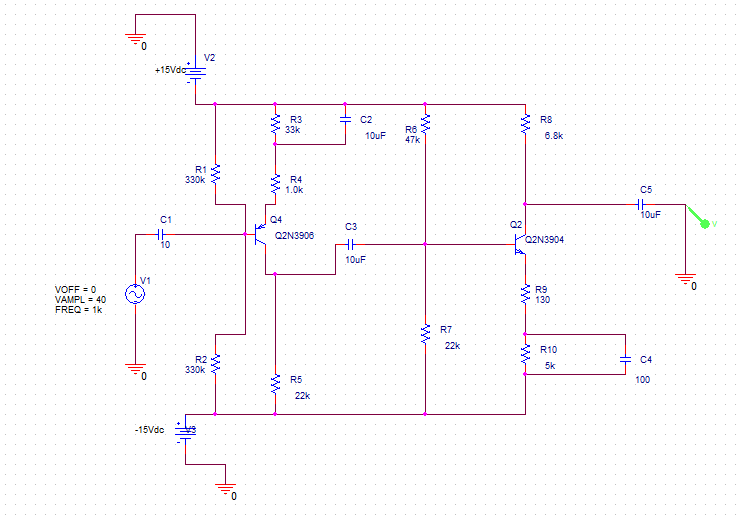 0
V2
+15Vdc
R3
33k
C2
10uF
R6
47k
R8
6.8k
R1
330k
R4
1.0k
C1
10
Q4
Q2N3906
C3
10uF
Q2
Q2N3904
C5
10uF
V
0
V1
VOFF = 0
VAMPL = 40
FREQ = 1k
R9
130
R7
22k
R10
5k
C4
100
R2
330k
0
R5
22k
-15Vdc
V3
0